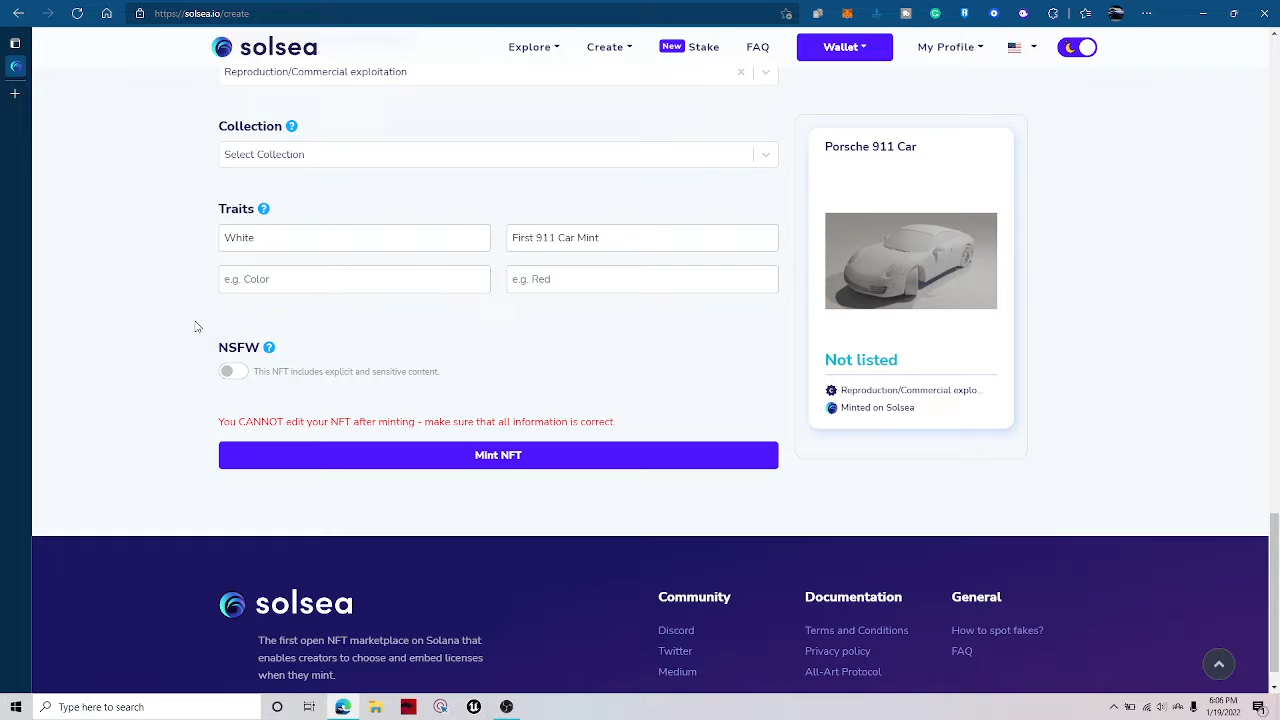 https://solsea.io/create
solsea
Explore
Create
New Stake
FAQ
Wallet
My Profile
Reproduction/Commercial exploitation
Collection ?
Select Collection
Traits ?
White
First 911 Car Mint
e.g. Color
e.g. Red
NSFW ?
This NFT includes explicit and sensitive content.
You CANNOT edit your NFT after minting - make sure that all information is correct.
Mint NFT
Porsche 911 Car
Not listed
Reproduction/Commercial explo...
Minted on Solsea
solsea
The first open NFT marketplace on Solana that
enables creators to choose and embed licenses
when they mint.
Community
Discord
Twitter
Medium
Documentation
Terms and Conditions
Privacy policy
All-Art Protocol
General
How to spot fakes?
FAQ
Type here to search
6:06 PM
1/19/2022